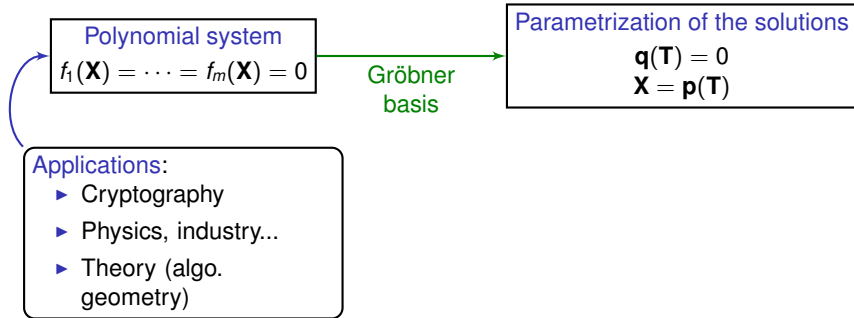 Polynomial system
f₁(X) = ··· = fₘ(X) = 0
Gröbner
basis
Parametrization of the solutions
q(T) = 0
X = p(T)
Applications:
► Cryptography
► Physics, industry...
► Theory (algo.
geometry)